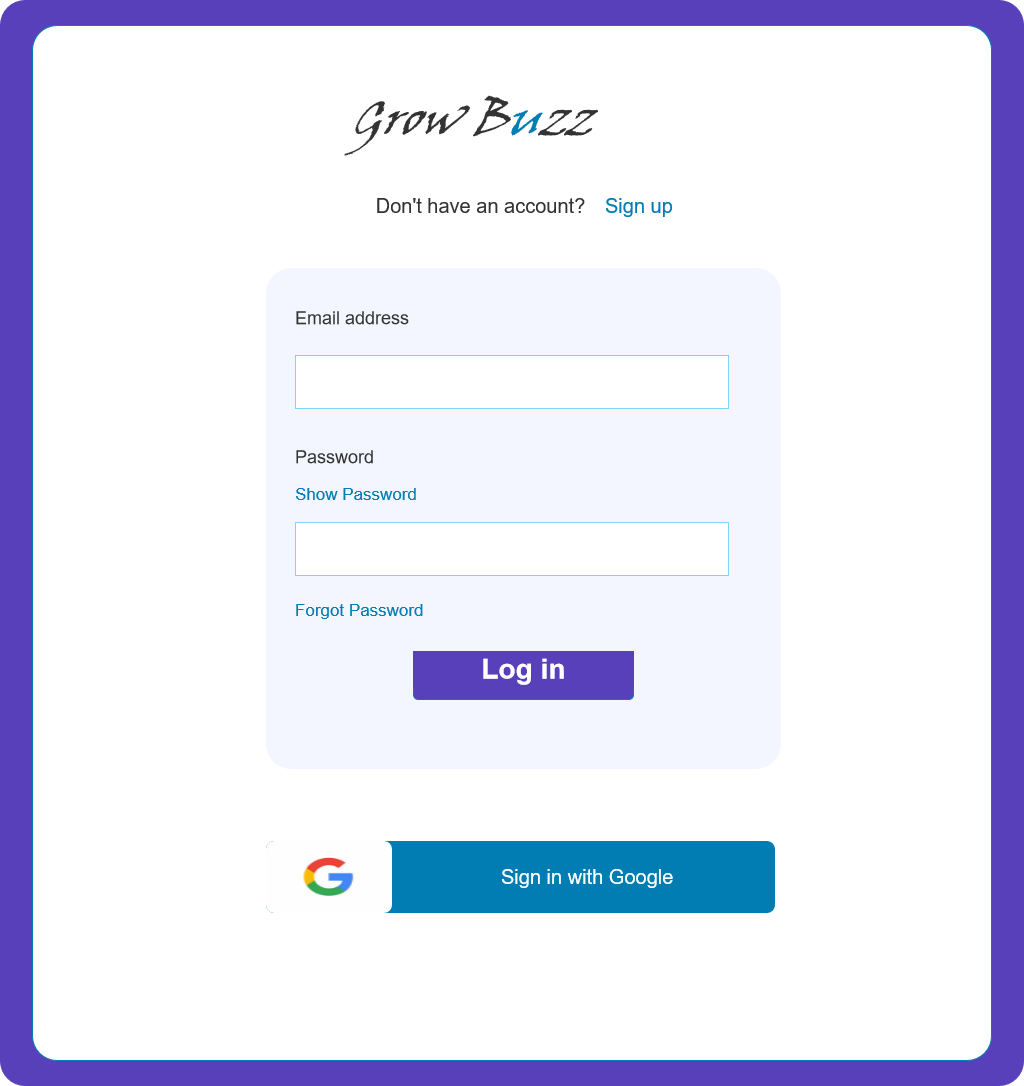 Grow Buzz
Don't have an account? Sign up
Email address
Password
Show Password
Forgot Password
Log in
Sign in with Google